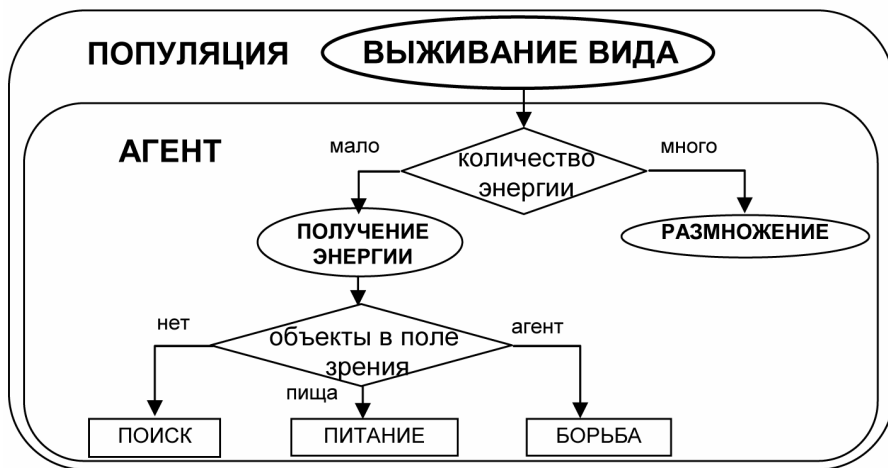 ПОПУЛЯЦИЯ
ВЫЖИВАНИЕ ВИДА
АГЕНТ
мало
количество
энергии
много
ПОЛУЧЕНИЕ
ЭНЕРГИИ
РАЗМНОЖЕНИЕ
нет
объекты в поле
зрения
агент
пища
ПОИСК
ПИТАНИЕ
БОРЬБА